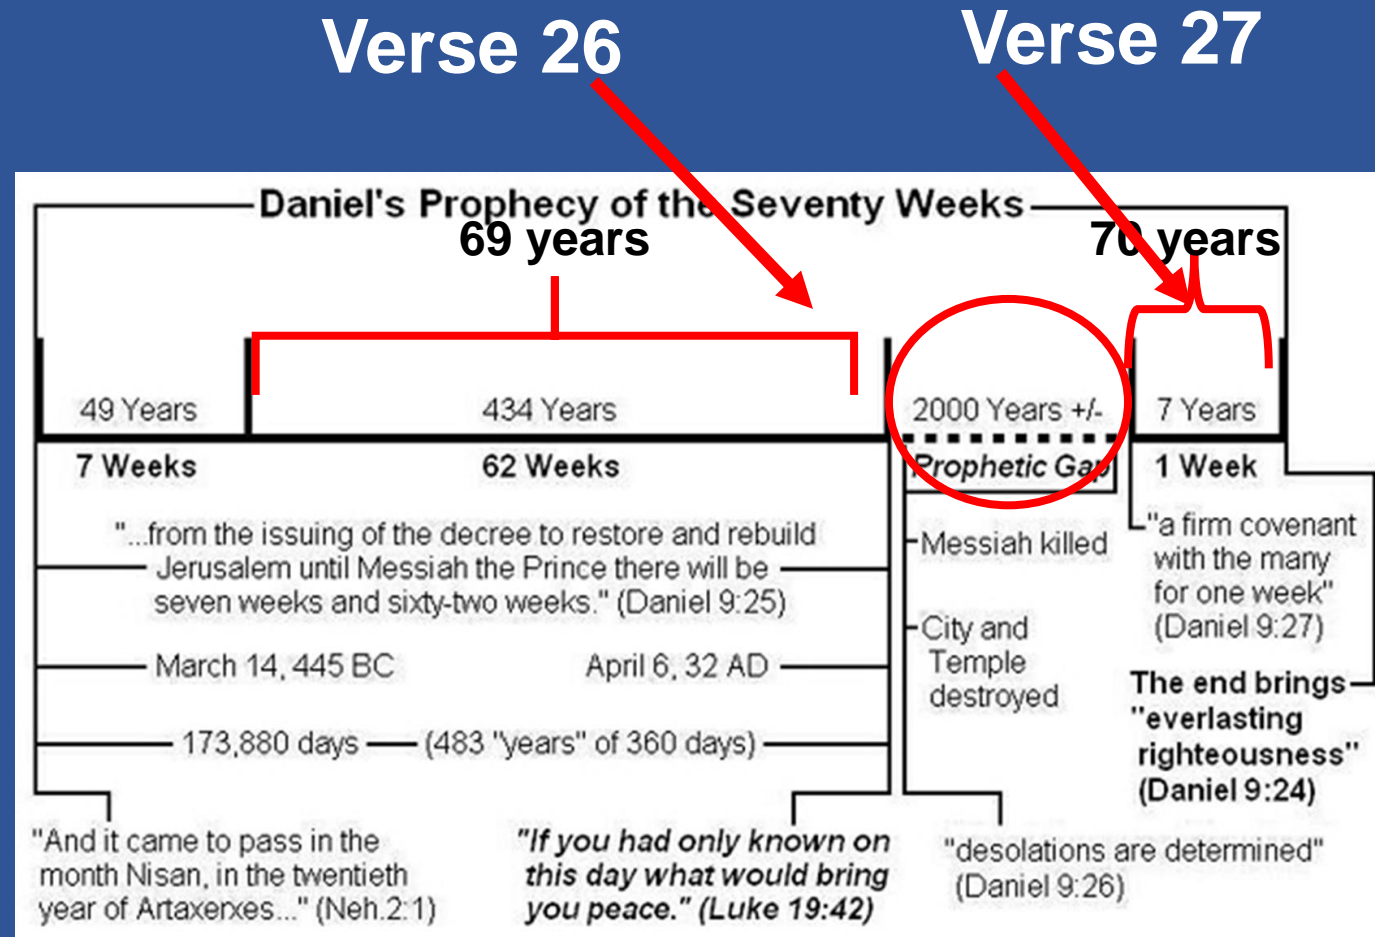 Verse 26
Verse 27
Daniel's Prophecy of the Seventy Weeks
69 years
70 years
49 Years
434 Years
2000 Years +/-
7 Years
7 Weeks
62 Weeks
Prophetic Gap
1 Week
"...from the issuing of the decree to restore and rebuild
Jerusalem until Messiah the Prince there will be
seven weeks and sixty-two weeks." (Daniel 9:25)
March 14, 445 BC
April 6, 32 AD
173,880 days
(483 "years" of 360 days)
Messiah killed
City and
Temple
destroyed
"a firm covenant
with the many
for one week"
(Daniel 9:27)
The end brings
"everlasting
righteousness"
(Daniel 9:24)
"And it came to pass in the
month Nisan, in the twentieth
year of Artaxerxes..." (Neh.2:1)
"If you had only known on
this day what would bring
you peace." (Luke 19:42)
"desolations are determined"
(Daniel 9:26)